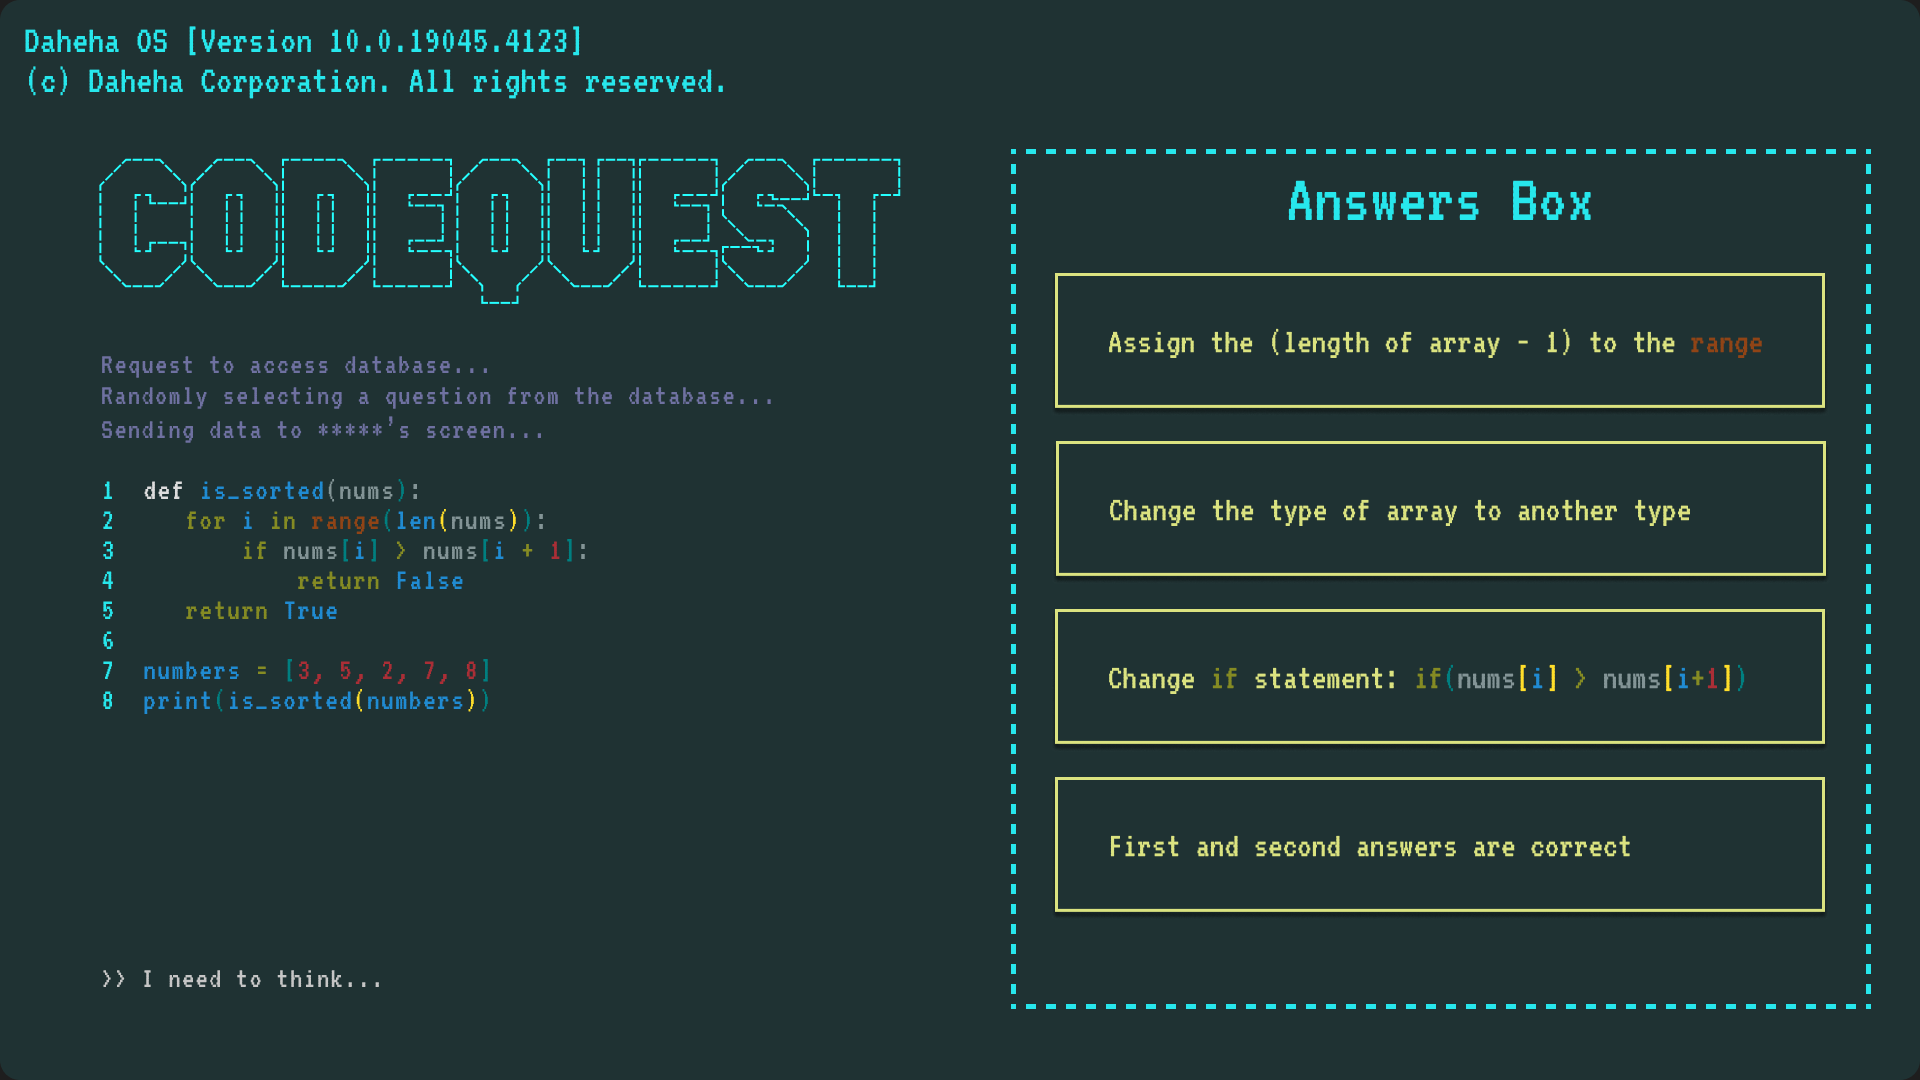 Daheha OS [Version 10.0.19045.4123]
(c) Daheha Corporation. All rights reserved.
CODEQUEST
Request to access database...
Randomly selecting a question from the database...
Sending data to *****'s screen...
1 def is_sorted(nums):
2 for i in range(len(nums)):
3 if nums[i] > nums[i + 1]:
4 return False
5 return True
6
7 numbers = [3, 5, 2, 7, 8]
8 print(is_sorted(numbers))
>> I need to think...
Answers Box
Assign the (length of array - 1) to the range
Change the type of array to another type
Change if statement: if(nums[i] > nums[i+1])
First and second answers are correct